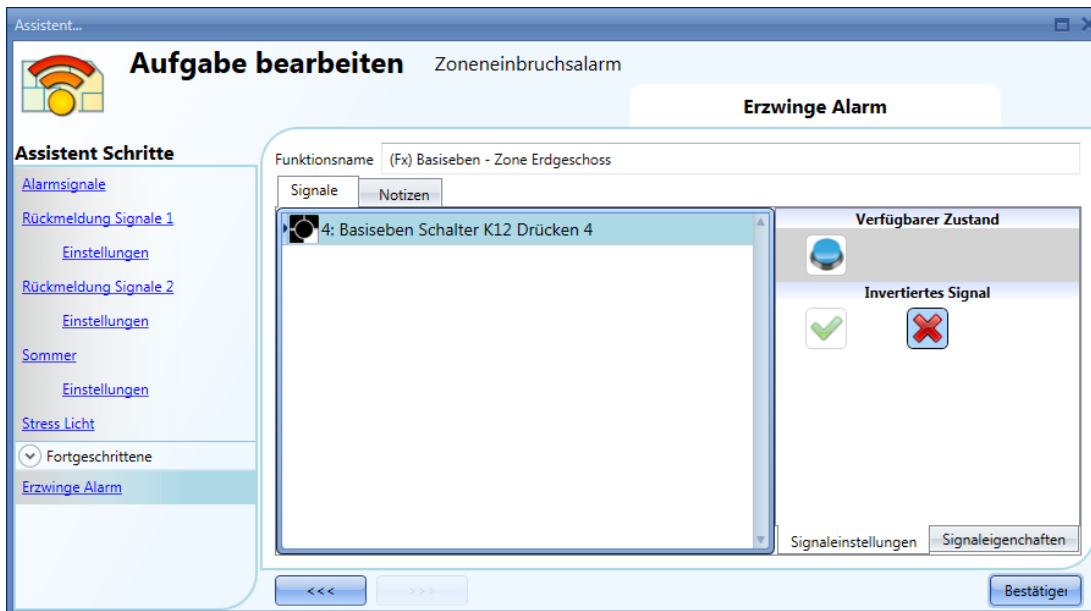 Assistent...
Aufgabe bearbeiten Zoneneinbruchsalarm
Erzwinge Alarm
Assistent Schritte
Alarmsignale
Rückmeldung Signale 1
Einstellungen
Rückmeldung Signale 2
Einstellungen
Sommer
Einstellungen
Stress Licht
Fortgeschrittene
Erzwinge Alarm
Funktionsname (Fx) Basiseben - Zone Erdgeschoss
Signale Notizen
4: Basiseben Schalter K12 Drücken 4
Verfügbarer Zustand
Invertiertes Signal
Signaleinstellungen Signaleigenchaften
<<< >>> Bestätiger